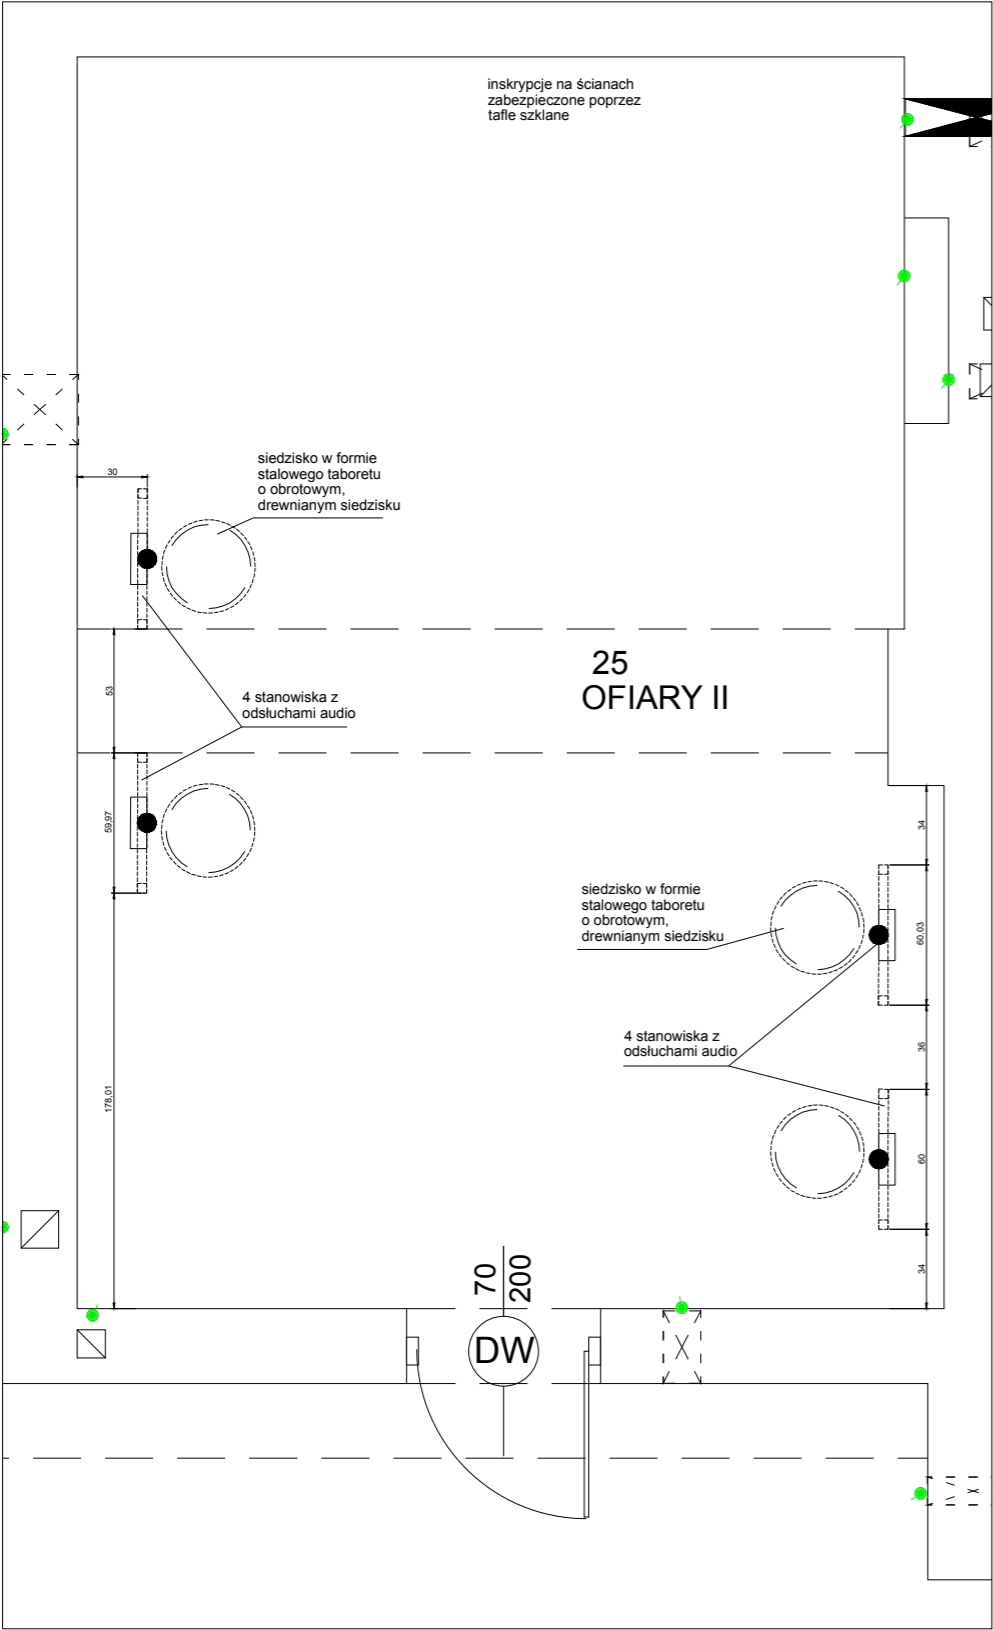 inskrypcje na ścianach
zabezpieczone poprzez
tafle szklane
siedzisko w formie
stalowego taboretu
o obrotowym,
drewnianym siedzisku
30
25
OFIARY II
53
4 stanowiska z
odsłuchami audio
59,97
34
siedzisko w formie
stalowego taboretu
o obrotowym,
drewnianym siedzisku
60,03
4 stanowiska z
odsłuchami audio
36
178,01
60
34
70
200
DW